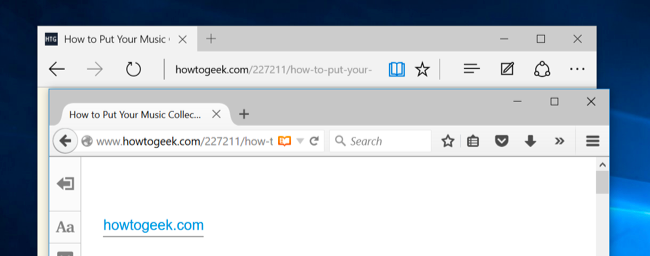 HTG How to Put Your Music
howtogeek.com/227211/how-to-put-your-
How to Put Your Music Collec...
www.howtogeek.com/227211/how-t
Search
Aa
howtogeek.com